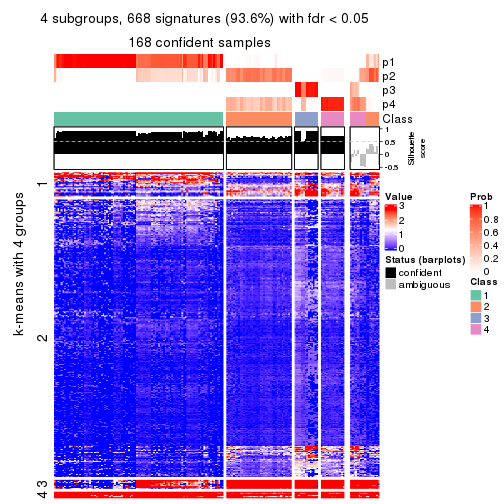 4 subgroups, 668 signatures (93.6%) with fdr < 0.05
168 confident samples
p1
p2
p3
p4
Class
1
0.5
0
-0.5
Silhouette
score
k-means with 4 groups
1
2
3
4
Value
3
2
1
0
Status (barplots)
confident
ambiguous
Prob
1
0.8
0.6
0.4
0.2
0
Class
1
2
3
4